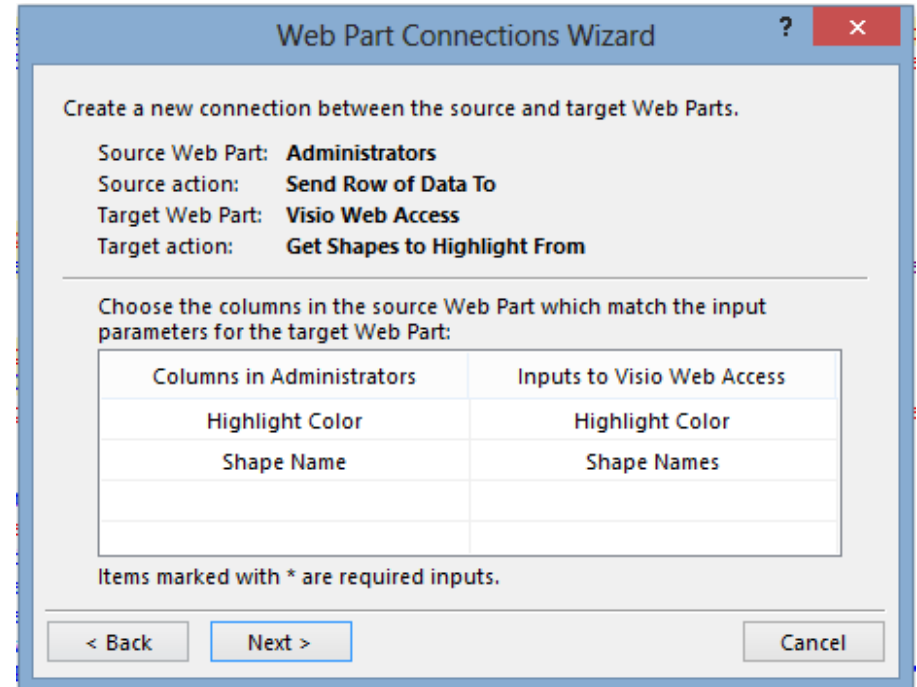 Web Part Connections Wizard ?
Create a new connection between the source and target Web Parts.
Source Web Part: Administrators
Source action: Send Row of Data To
Target Web Part: Visio Web Access
Target action: Get Shapes to Highlight From
Choose the columns in the source Web Part which match the input
parameters for the target Web Part:
Columns in Administrators Inputs to Visio Web Access
Highlight Color Highlight Color
Shape Name Shape Names
Items marked with * are required inputs.
< Back Next > Cancel